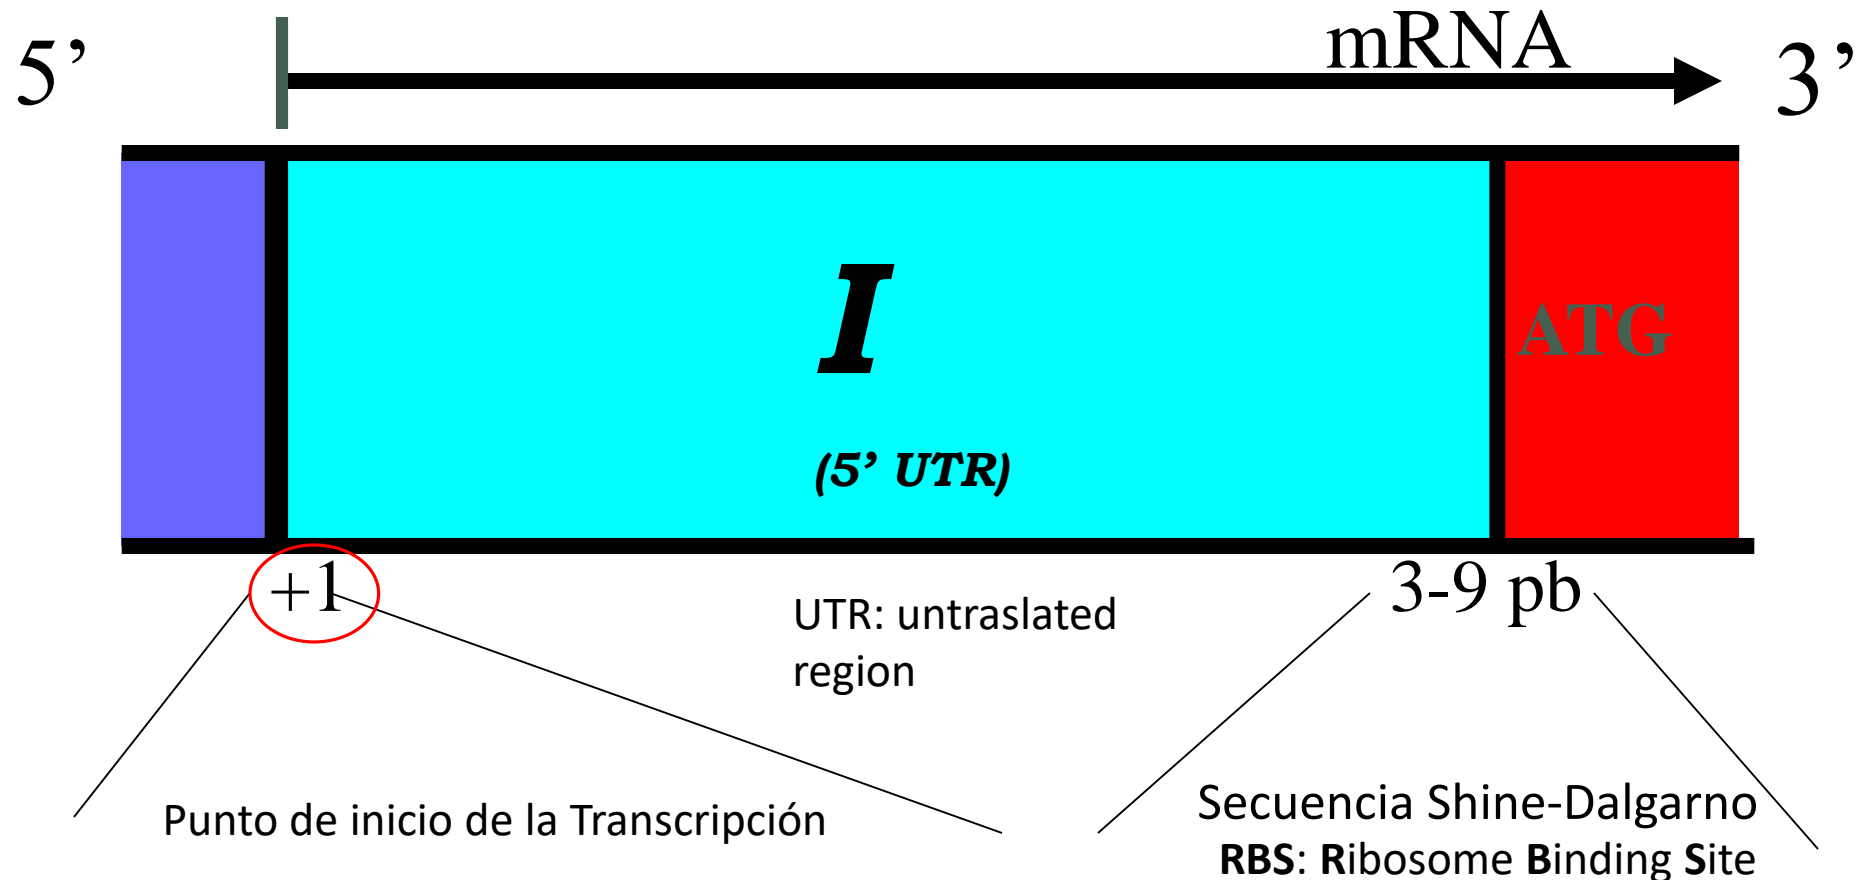 5’
mRNA
3’
I
ATG
(5’ UTR)
+1
3-9 pb
UTR: untraslated
region
Punto de inicio de la Transcripción
Secuencia Shine-Dalgarno
RBS: Ribosome Binding Site